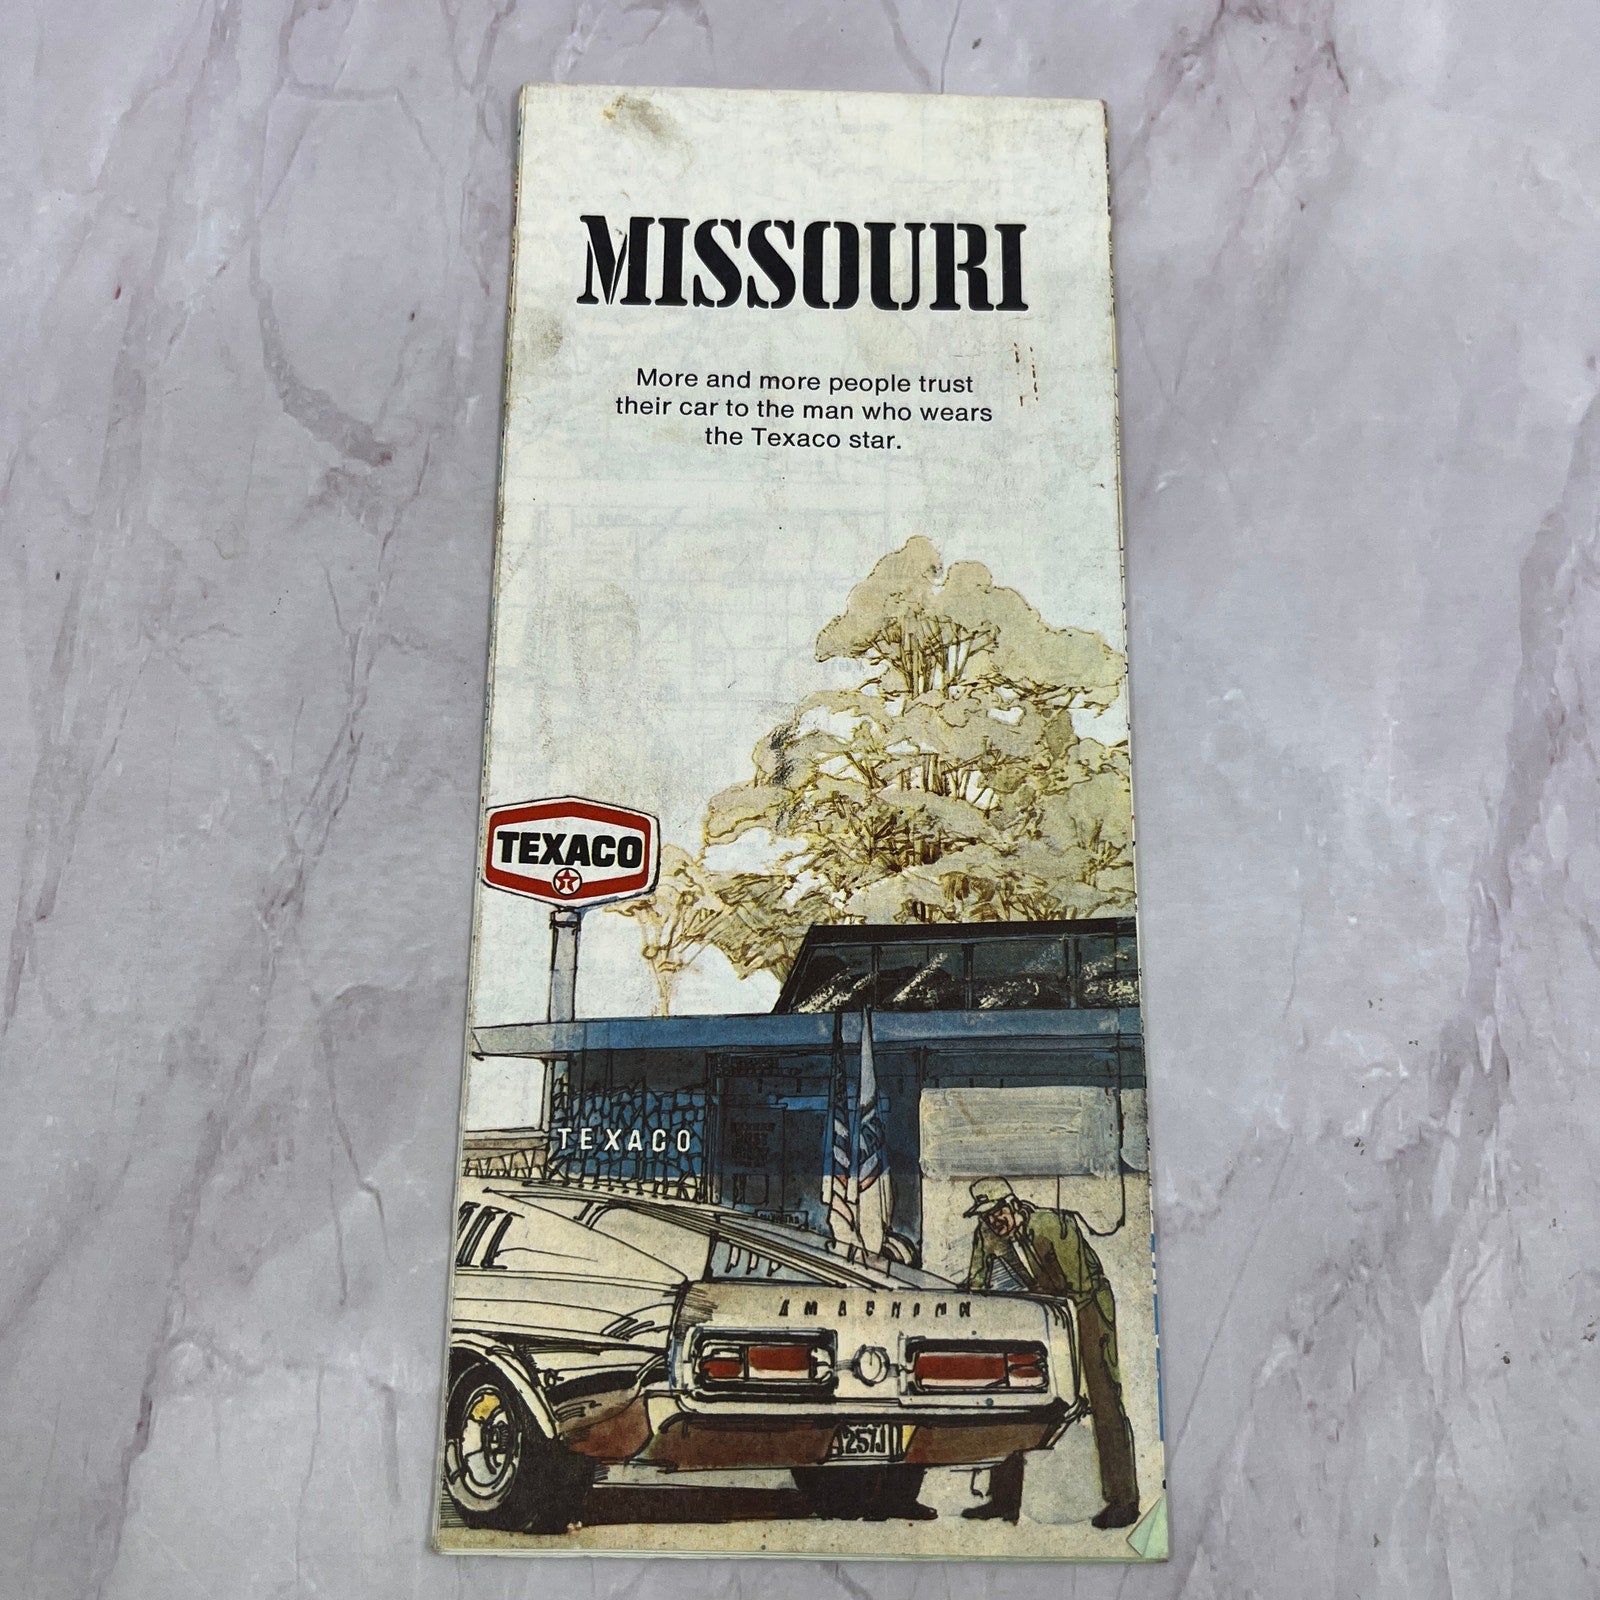 MISSOURI
More and more people trust
their car to the man who wears
the Texaco star.
TEXACO
TEXACO